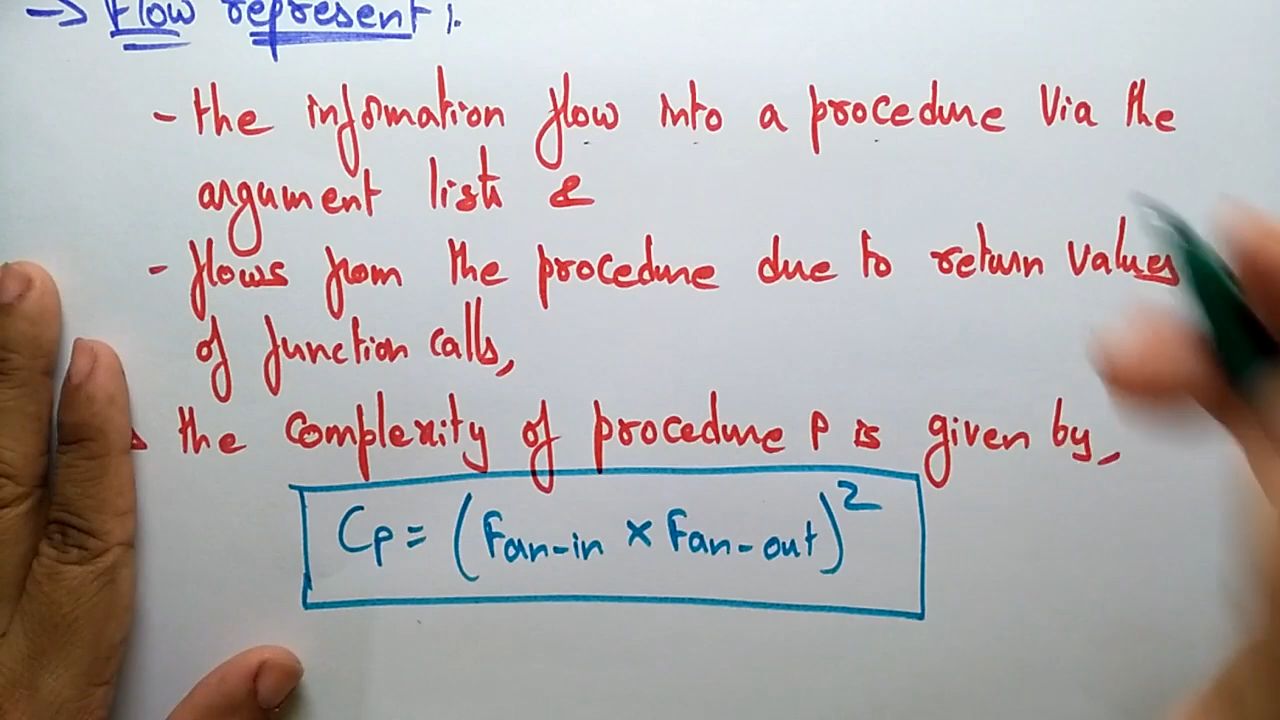 → Flow represent:
- the information flow into a procedure Via the
argument lists &
- flows from the procedure due to return values
of function calls,
the complexity of procedure P is given by,
Cp = (Fan-in × Fan-out)²